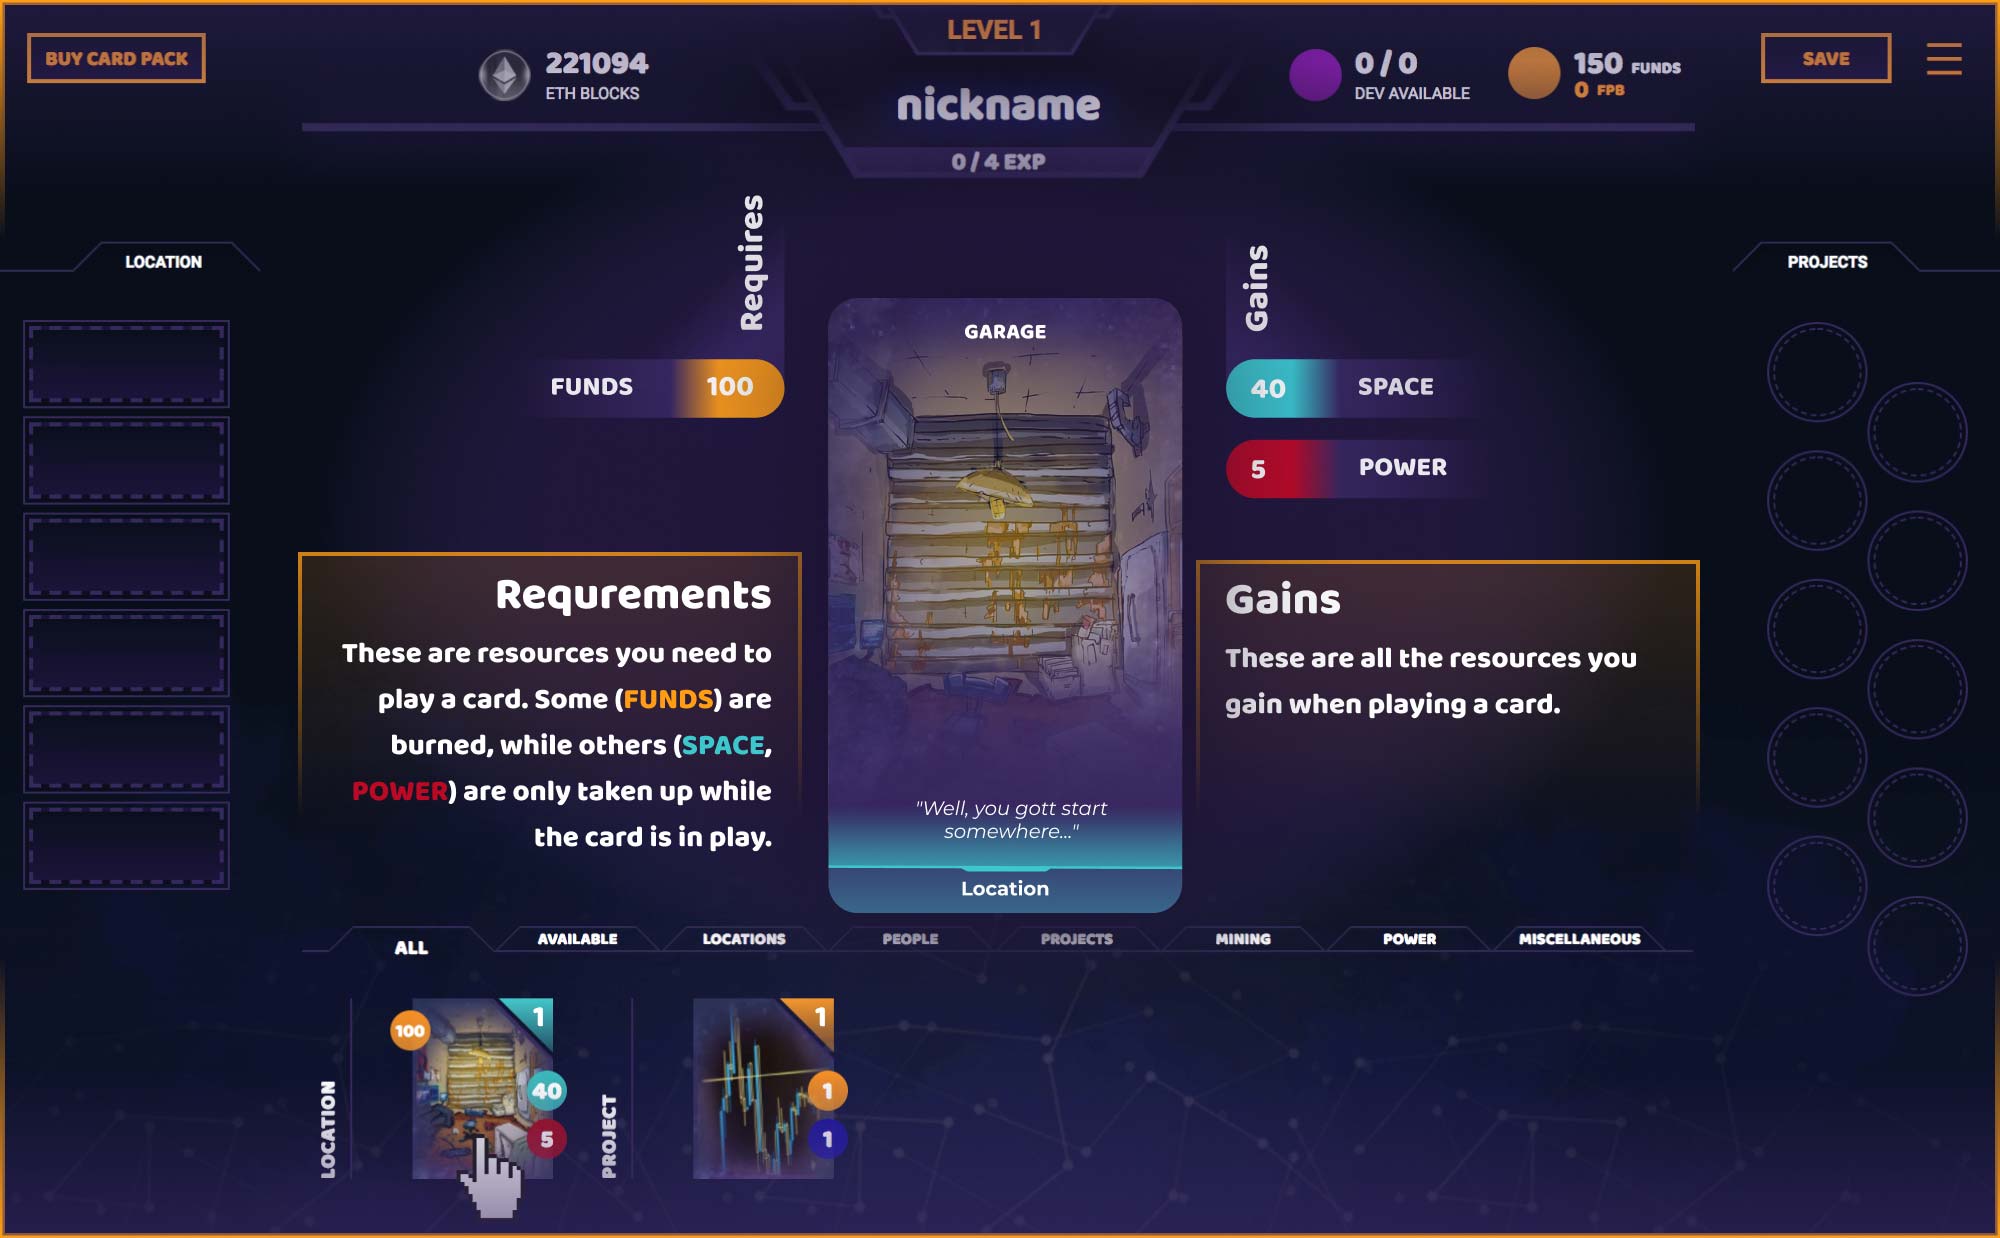 BUY CARD PACK
221094
ETH BLOCKS
LEVEL 1
nickname
0 / 4 EXP
0 / 0
DEV AVAILABLE
150 FUNDS
0 FPB
SAVE
LOCATION
PROJECTS
Requires
FUNDS 100
Gains
40 SPACE
5 POWER
GARAGE
"Well, you gott start
somewhere..."
Location
Requrements
These are resources you need to
play a card. Some (FUNDS) are
burned, while others (SPACE,
POWER) are only taken up while
the card is in play.
Gains
These are all the resources you
gain when playing a card.
ALL
AVAILABLE
LOCATIONS
PEOPLE
PROJECTS
MINING
POWER
MISCELLANEOUS
LOCATION
100
1
40
5
PROJECT
1
1
1